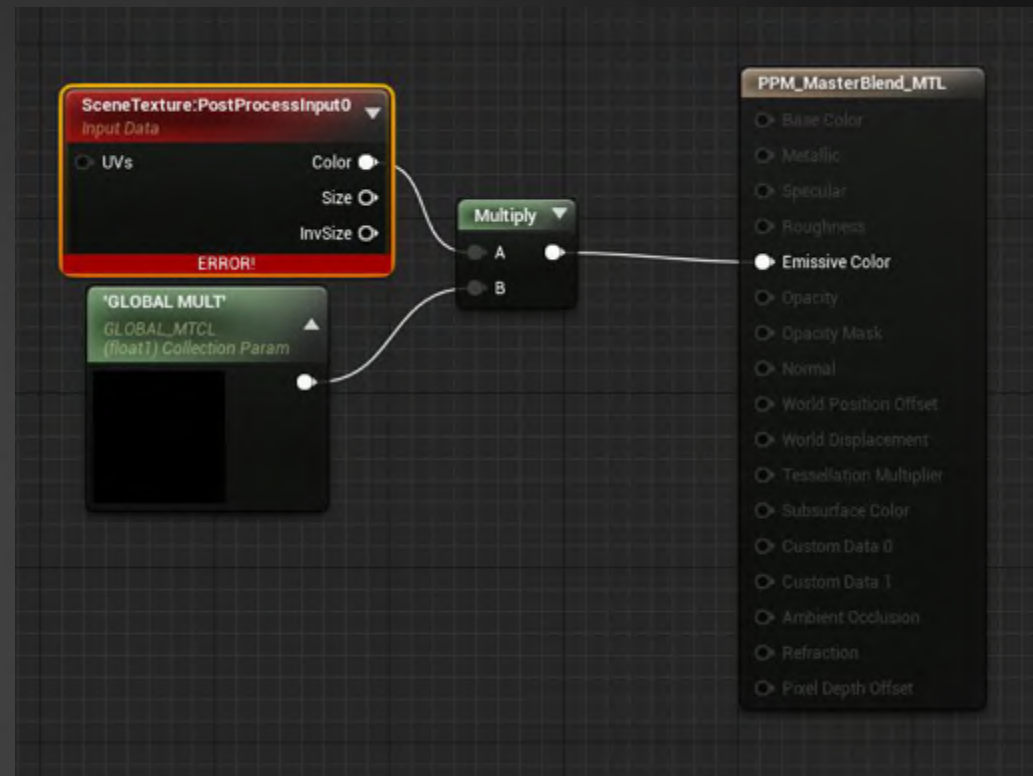 SceneTexture:PostProcessInput0
Input Data
UVs
Color
Size
InvSize
ERROR!
'GLOBAL MULT'
GLOBAL_MTCL
(float1) Collection Param
Multiply
A
B
PPM_MasterBlend_MTL
Base Color
Metallic
Specular
Roughness
Emissive Color
Opacity
Opacity Mask
Normal
World Position Offset
World Displacement
Tessellation Multiplier
Subsurface Color
Custom Data 0
Custom Data 1
Ambient Occlusion
Refraction
Pixel Depth Offset